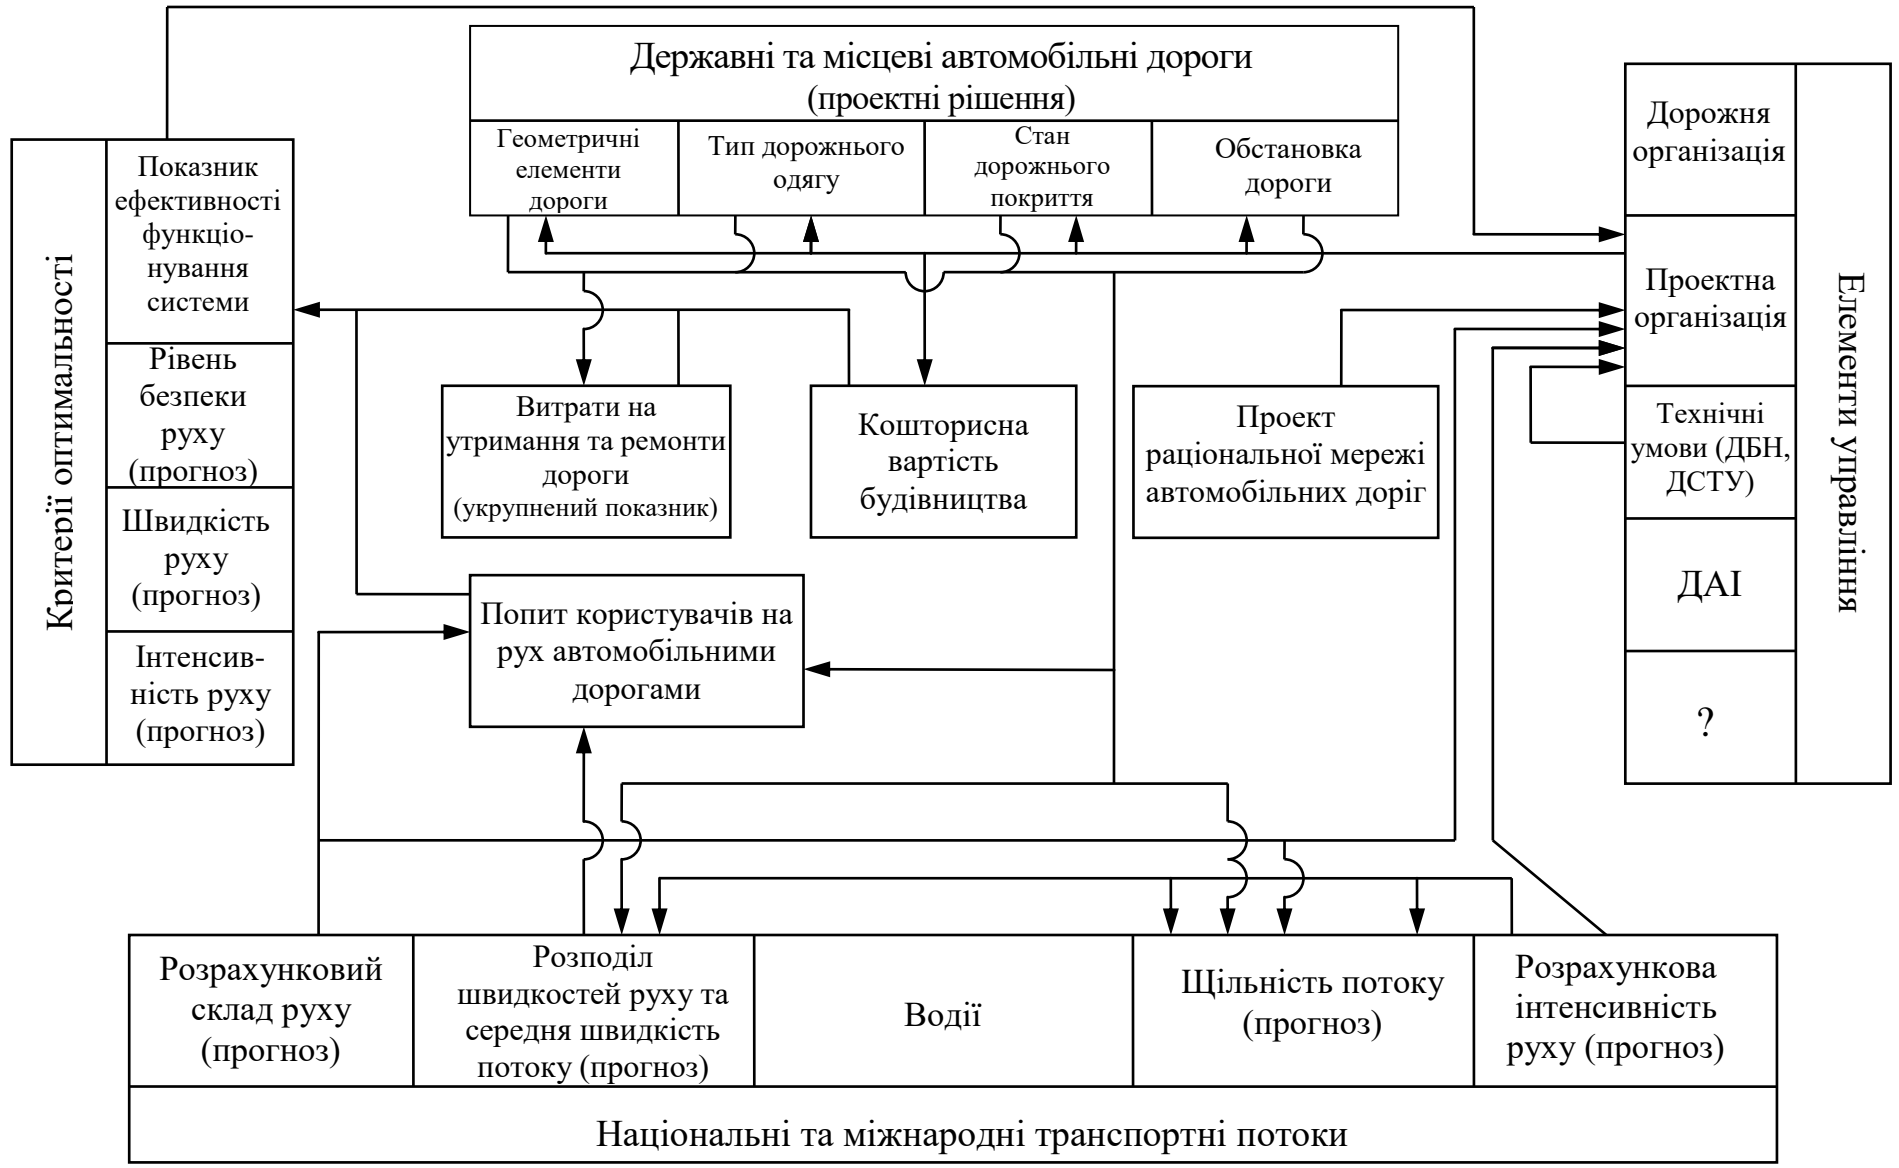 Державні та місцеві автомобільні дороги
(проектні рішення)
Геометричні
елементи
дороги
Тип дорожнього
одягу
Стан
дорожнього
покриття
Обстановка
дороги
Критерії оптимальності
Показник
ефективності
функціо-
нування
системи
Рівень
безпеки
руху
(прогноз)
Швидкість
руху
(прогноз)
Інтенсив-
ність руху
(прогноз)
Витрати на
утримання та ремонти
дороги
(укрупнений показник)
Кошторисна
вартість
будівництва
Проект
раціональної мережі
автомобільних доріг
Попит користувачів на
рух автомобільними
дорогами
Дорожня
організація
Проектна
організація
Технічні
умови (ДБН,
ДСТУ)
ДАІ
?
Елементи управління
Розрахунковий
склад руху
(прогноз)
Розподіл
швидкостей руху та
середня швидкість
потоку (прогноз)
Водії
Щільність потоку
(прогноз)
Розрахункова
інтенсивність
руху (прогноз)
Національні та міжнародні транспортні потоки